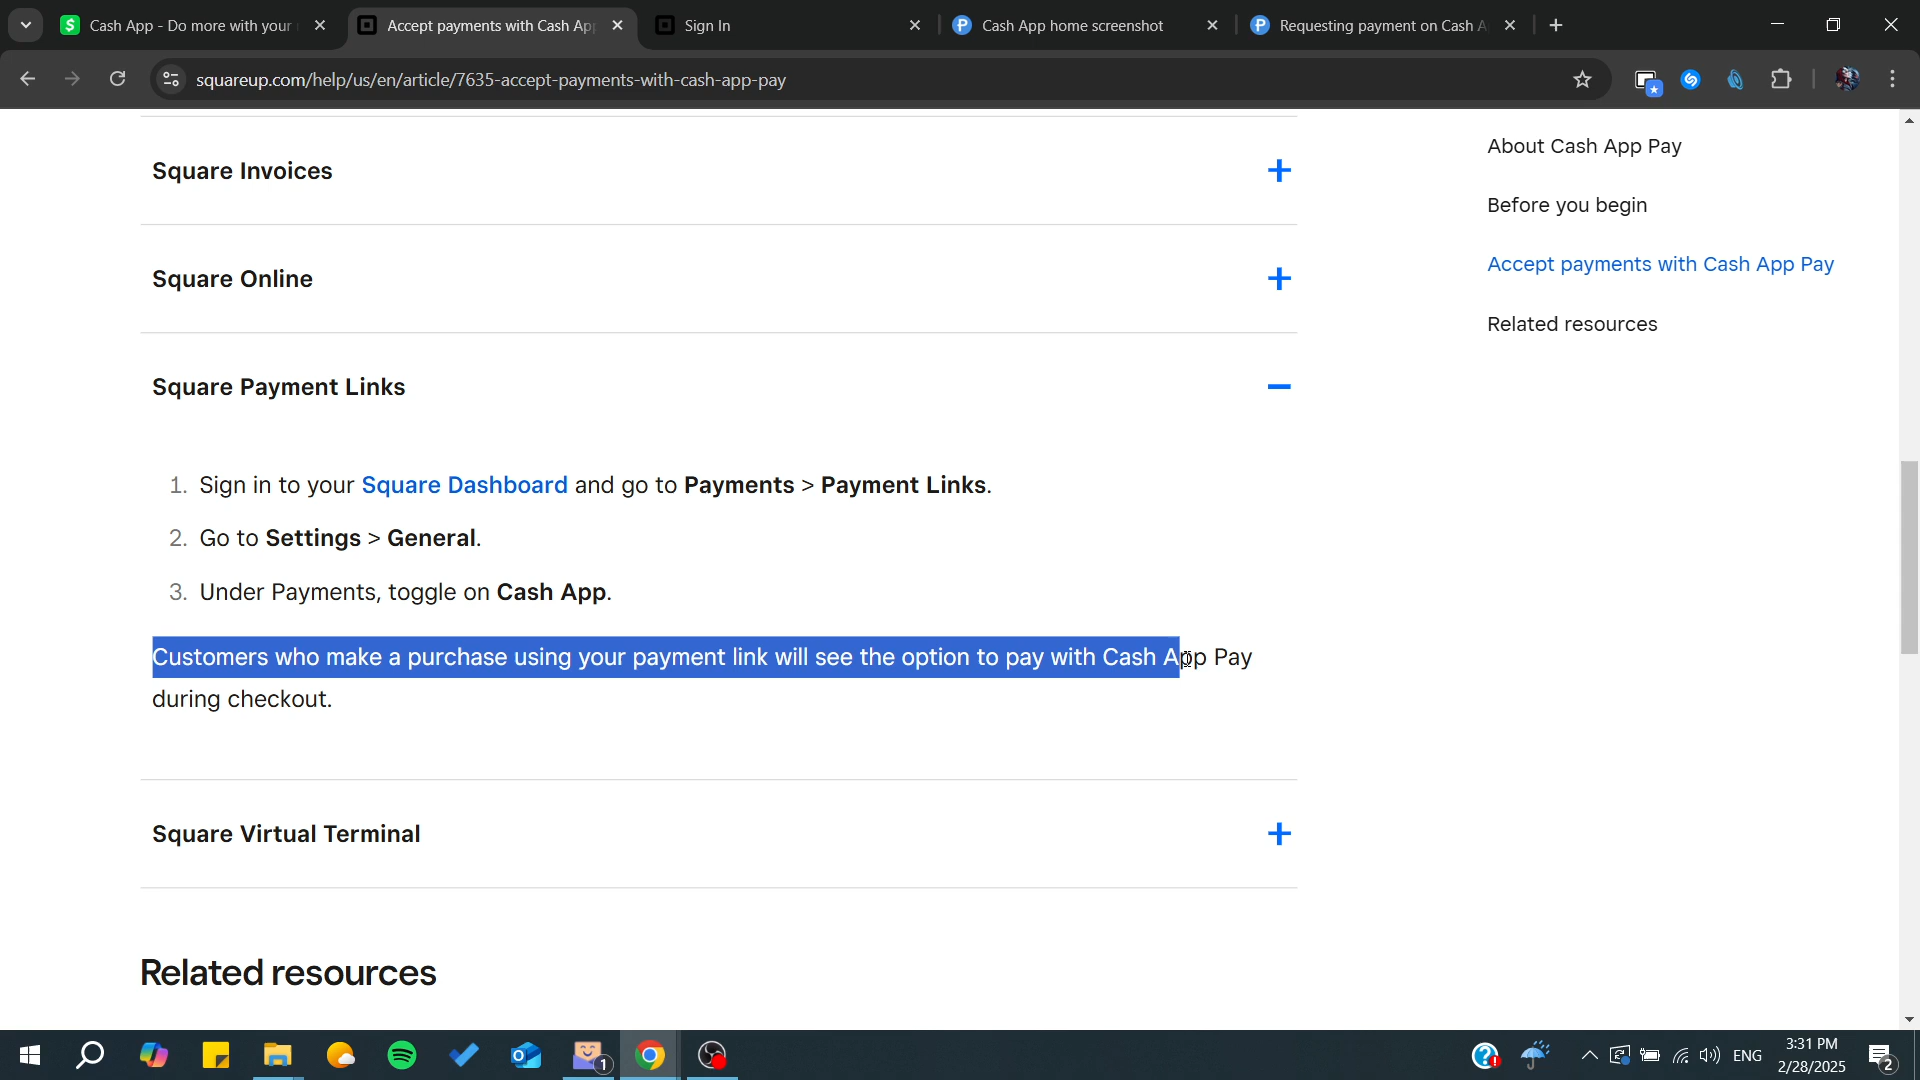 Cash App - Do more with your
Accept payments with Cash Ap
Sign In
Cash App home screenshot
Requesting payment on Cash A
squareup.com/help/us/en/article/7635-accept-payments-with-cash-app-pay
Square Invoices
Square Online
Square Payment Links
1. Sign in to your Square Dashboard and go to Payments > Payment Links.
2. Go to Settings > General.
3. Under Payments, toggle on Cash App.
Customers who make a purchase using your payment link will see the option to pay with Cash App Pay
during checkout.
Square Virtual Terminal
Related resources
About Cash App Pay
Before you begin
Accept payments with Cash App Pay
Related resources
1
ENG
3:31 PM
2/28/2025
2